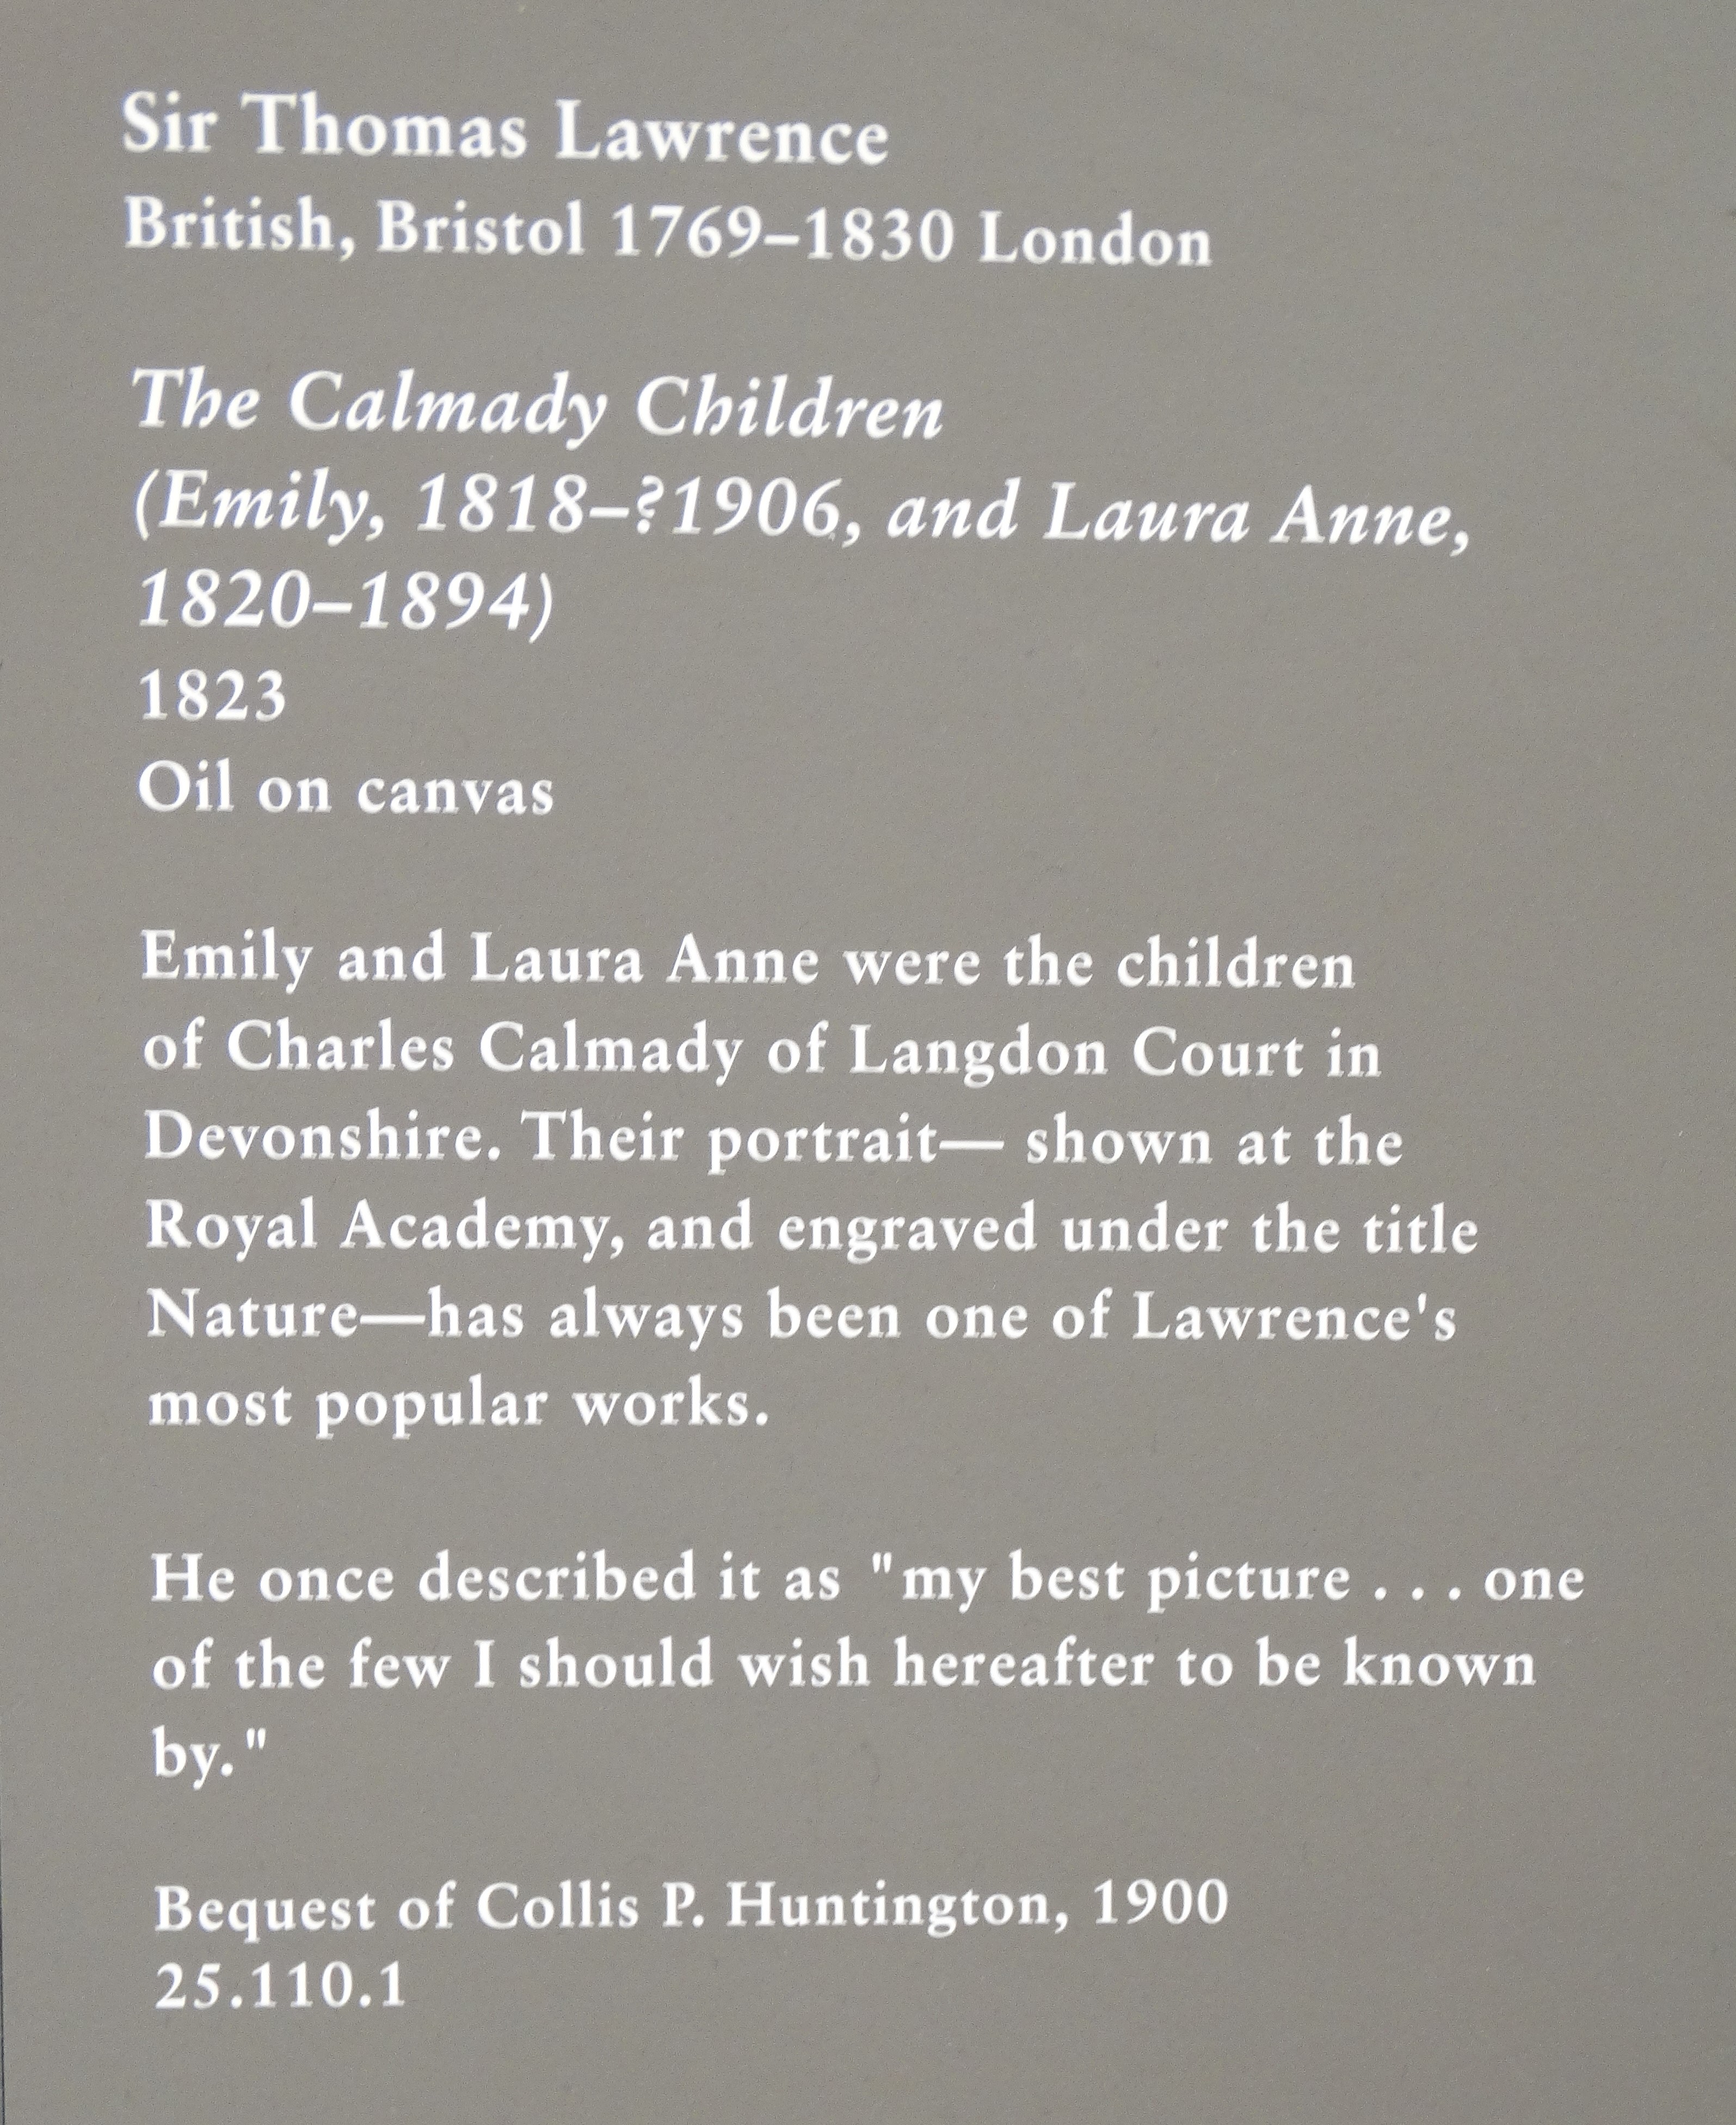 Sir Thomas Lawrence
British, Bristol 1769–1830 London
The Calmady Children
(Emily, 1818–?1906, and Laura Anne,
1820–1894)
1823
Oil on canvas
Emily and Laura Anne were the children
of Charles Calmady of Langdon Court in
Devonshire. Their portrait— shown at the
Royal Academy, and engraved under the title
Nature—has always been one of Lawrence's
most popular works.
He once described it as "my best picture . . . one
of the few I should wish hereafter to be known
by."
Bequest of Collis P. Huntington, 1900
25.110.1